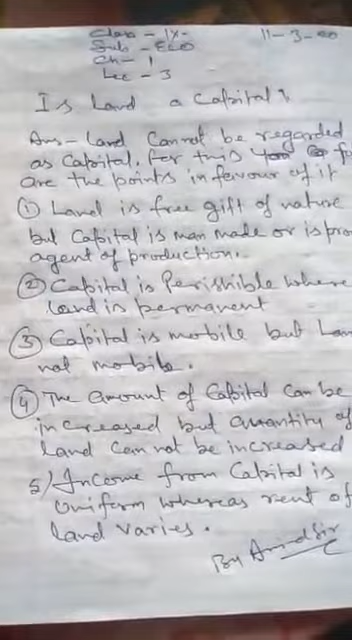 Class - IX-
Sub - ECO
Ch - 1
Lec - 3
11-3-20
Is Land a Capital?
Ans- Land Cannot be regarded
as Capital. For this
are the points in favour of it
① Land is free gift of nature
but Capital is man made or is pro
agent of production.
② Capital is Perishible where
land is permanent
③ Capital is mobile but Lan
not mobile.
④ The amount of Capital can be
increased but quantity of
land can not be increased
5) Income from Capital is
Uniform whereas rent of
land varies.
By Sir